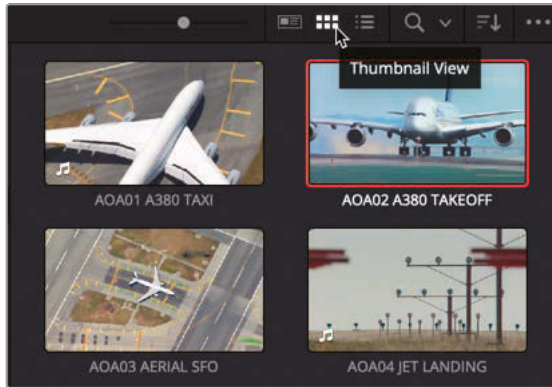 Thumbnail View
AOA01 A380 TAXI
AOA02 A380 TAKEOFF
AOA03 AERIAL SFO
AOA04 JET LANDING